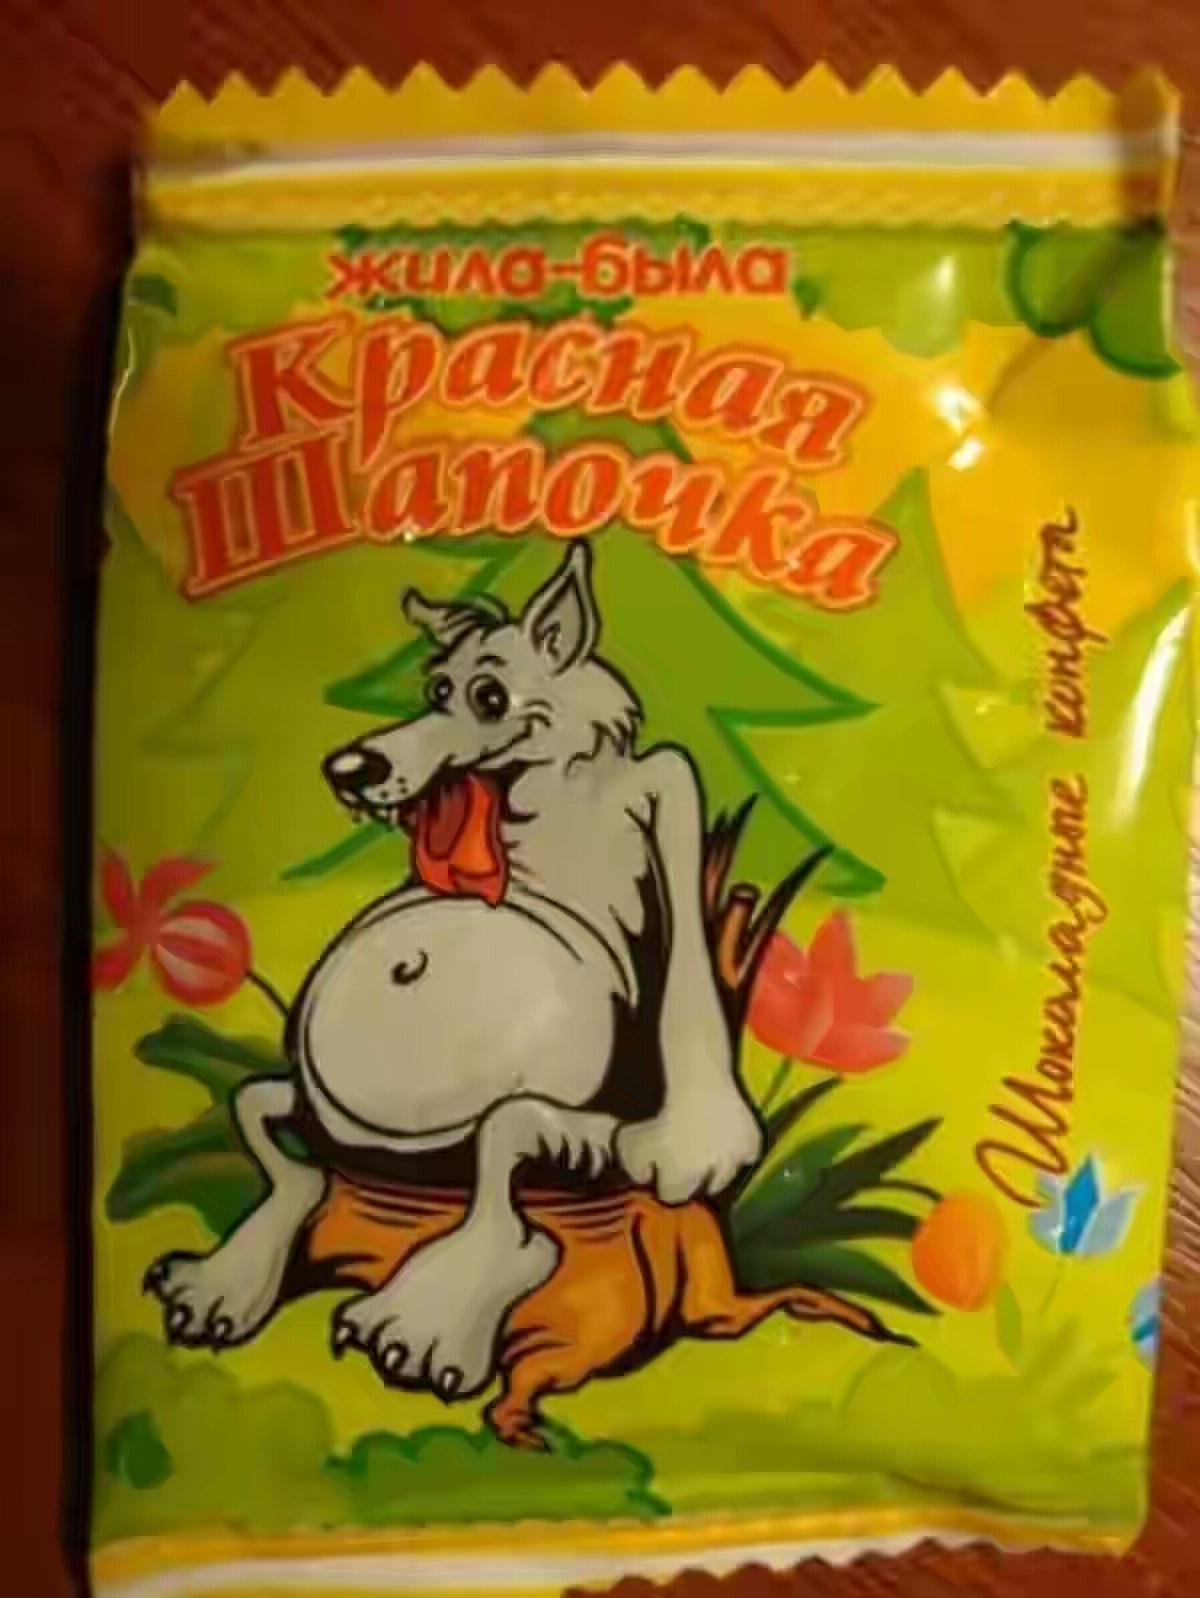 жила-была
Красная
Шапочка
Шоколадные конфеты